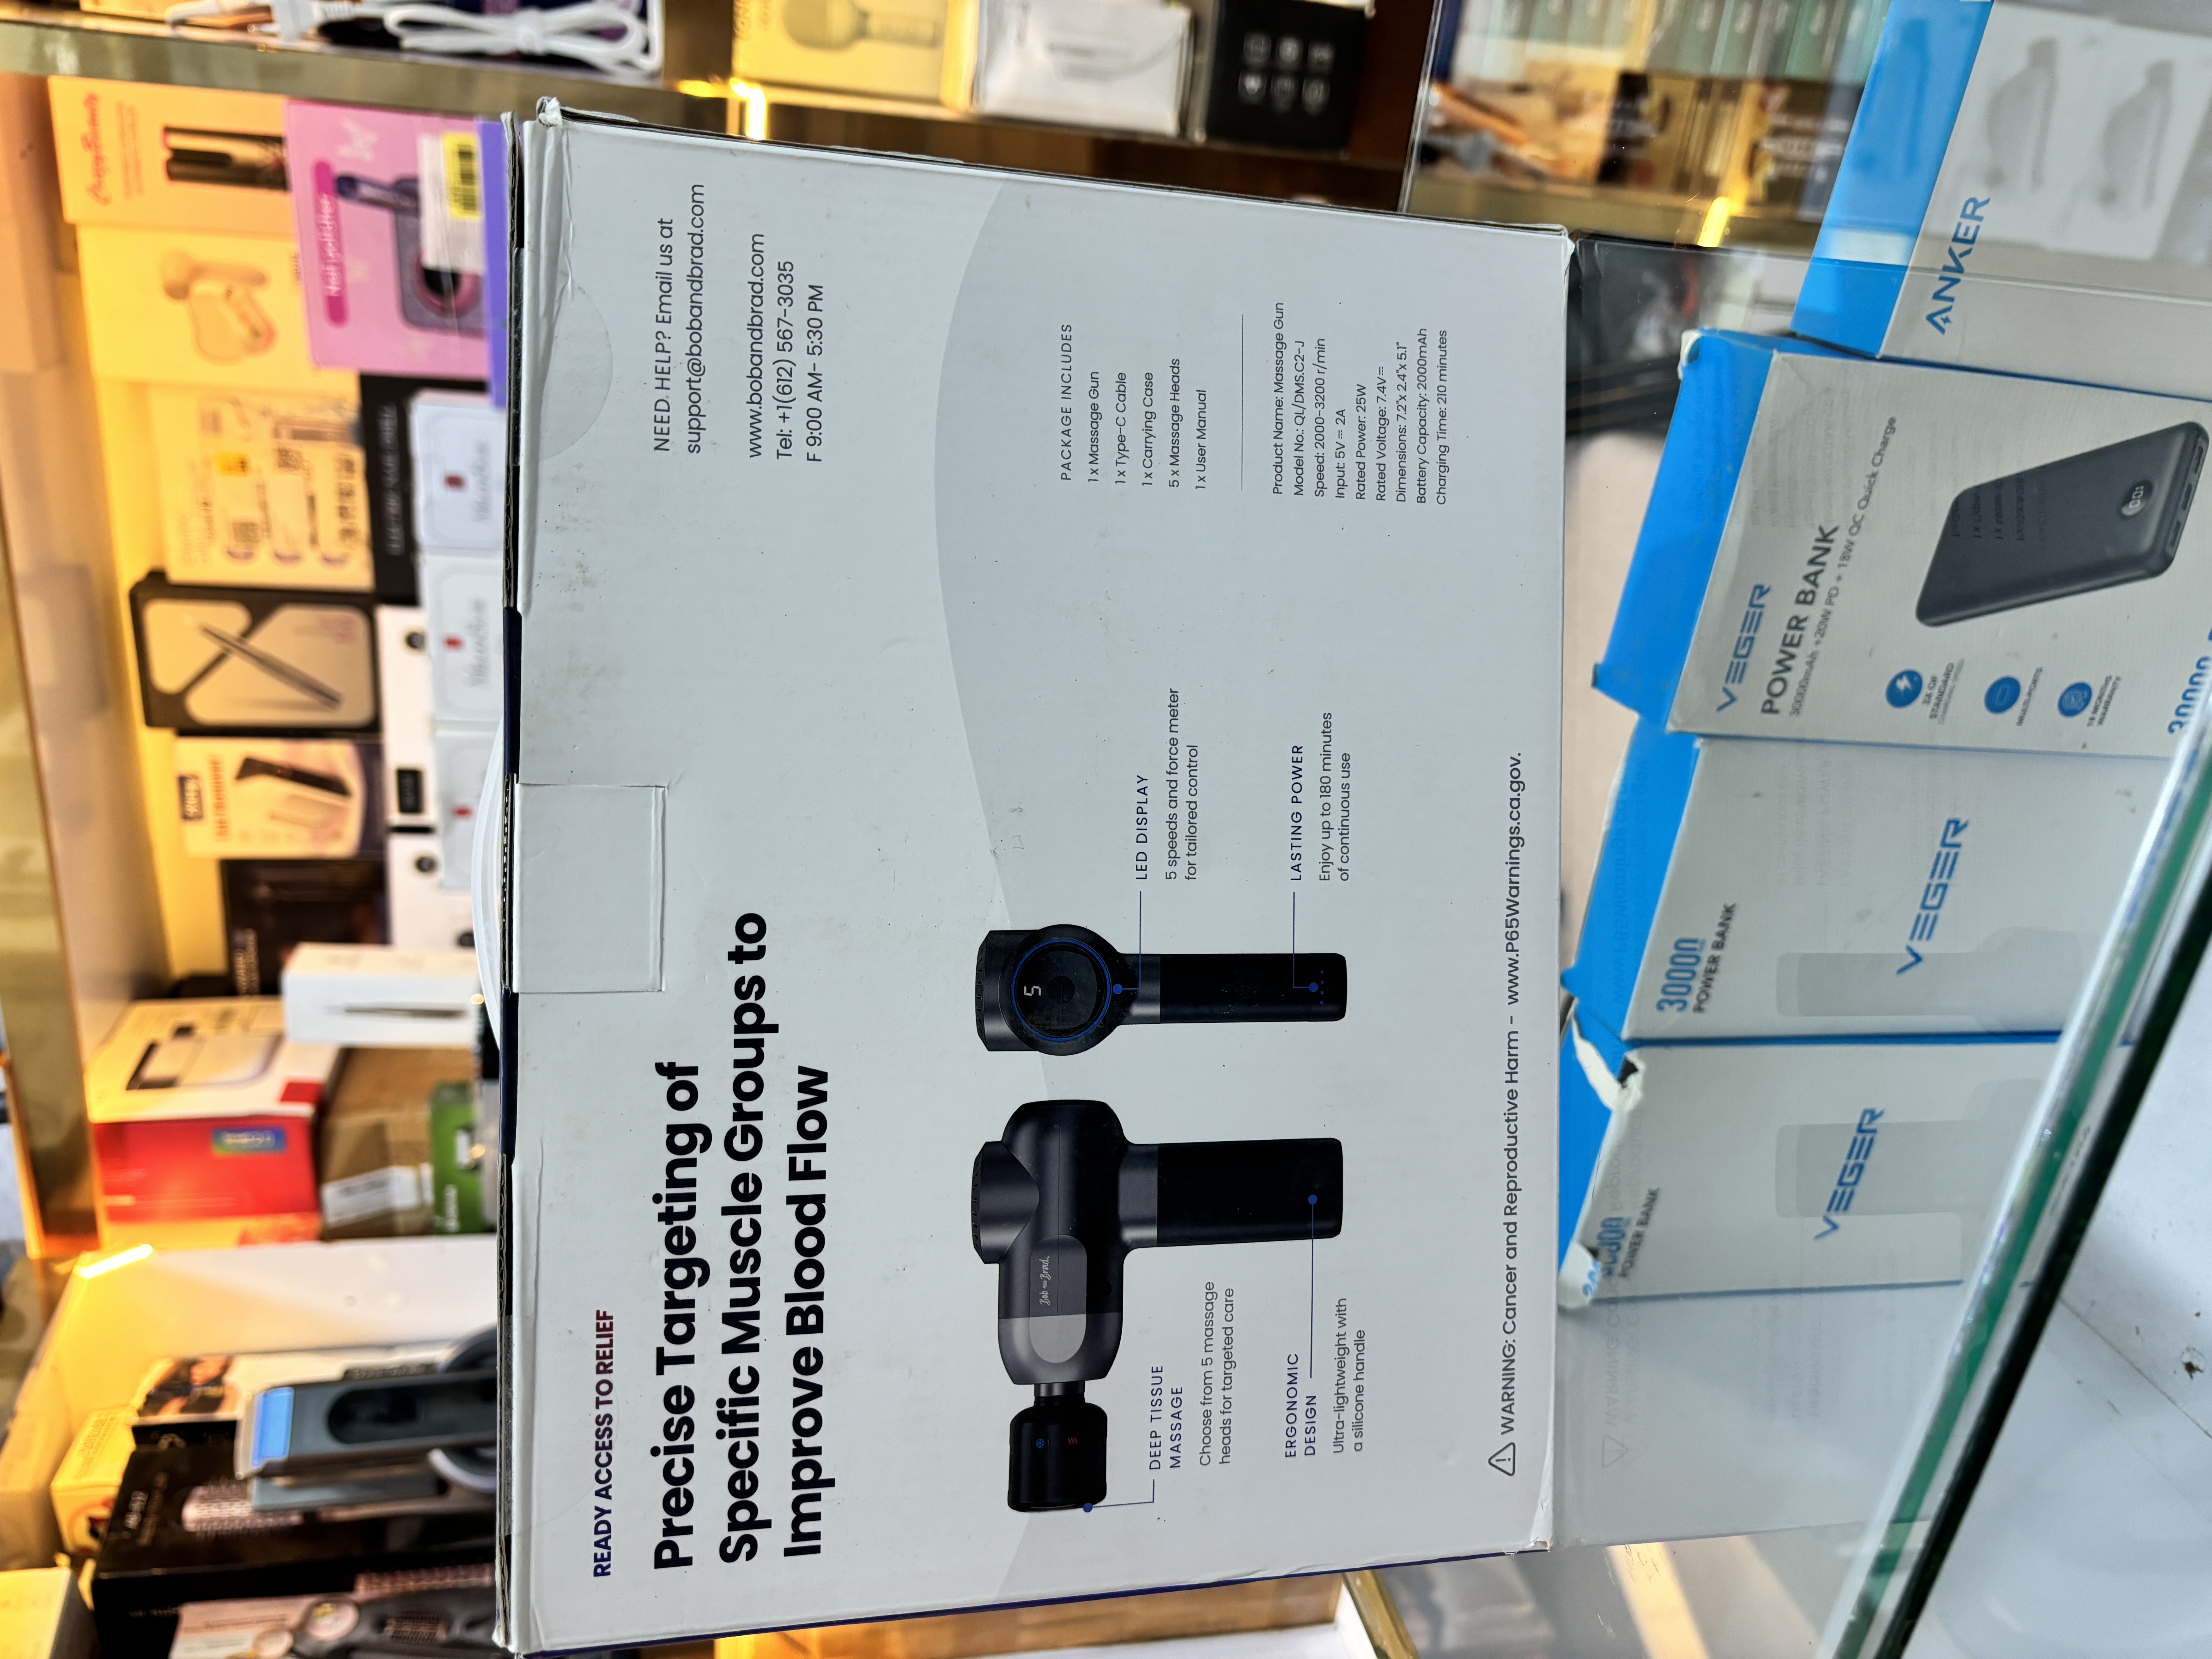 READY ACCESS TO RELIEF
Precise Targeting of
Specific Muscle Groups to
Improve Blood Flow
NEED HELP? Email us at
support@bobandbrad.com
www.bobandbrad.com
Tel: +1(612) 567-3035
F 9:00 AM- 5:30 PM
Bob AND Brad.
5
DEEP TISSUE
MASSAGE
Choose from 5 massage
heads for targeted care
ERGONOMIC
DESIGN
Ultra-lightweight with
a silicone handle
LED DISPLAY
5 speeds and force meter
for tailored control
LASTING POWER
Enjoy up to 180 minutes
of continuous use
PACKAGE INCLUDES
1 x Massage Gun
1 x Type-C Cable
1 x Carrying Case
5 x Massage Heads
1 x User Manual
Product Name: Massage Gun
Model No.: QL/DMS.C2-J
Speed: 2000-3200 r/min
Input: 5V⎓ 2A
Rated Power: 25W
Rated Voltage: 7.4V⎓
Dimensions: 7.2"x 2.4"x 5.1"
Battery Capacity: 2000mAh
Charging Time: 210 minutes
WARNING: Cancer and Reproductive Harm - www.P65Warnings.ca.gov.
VEGER
POWER BANK
30000mAh +20W PD + 18W QC Quick Charge
30000
POWER BANK
VEGER
POWER BANK
VEGER
ANKER